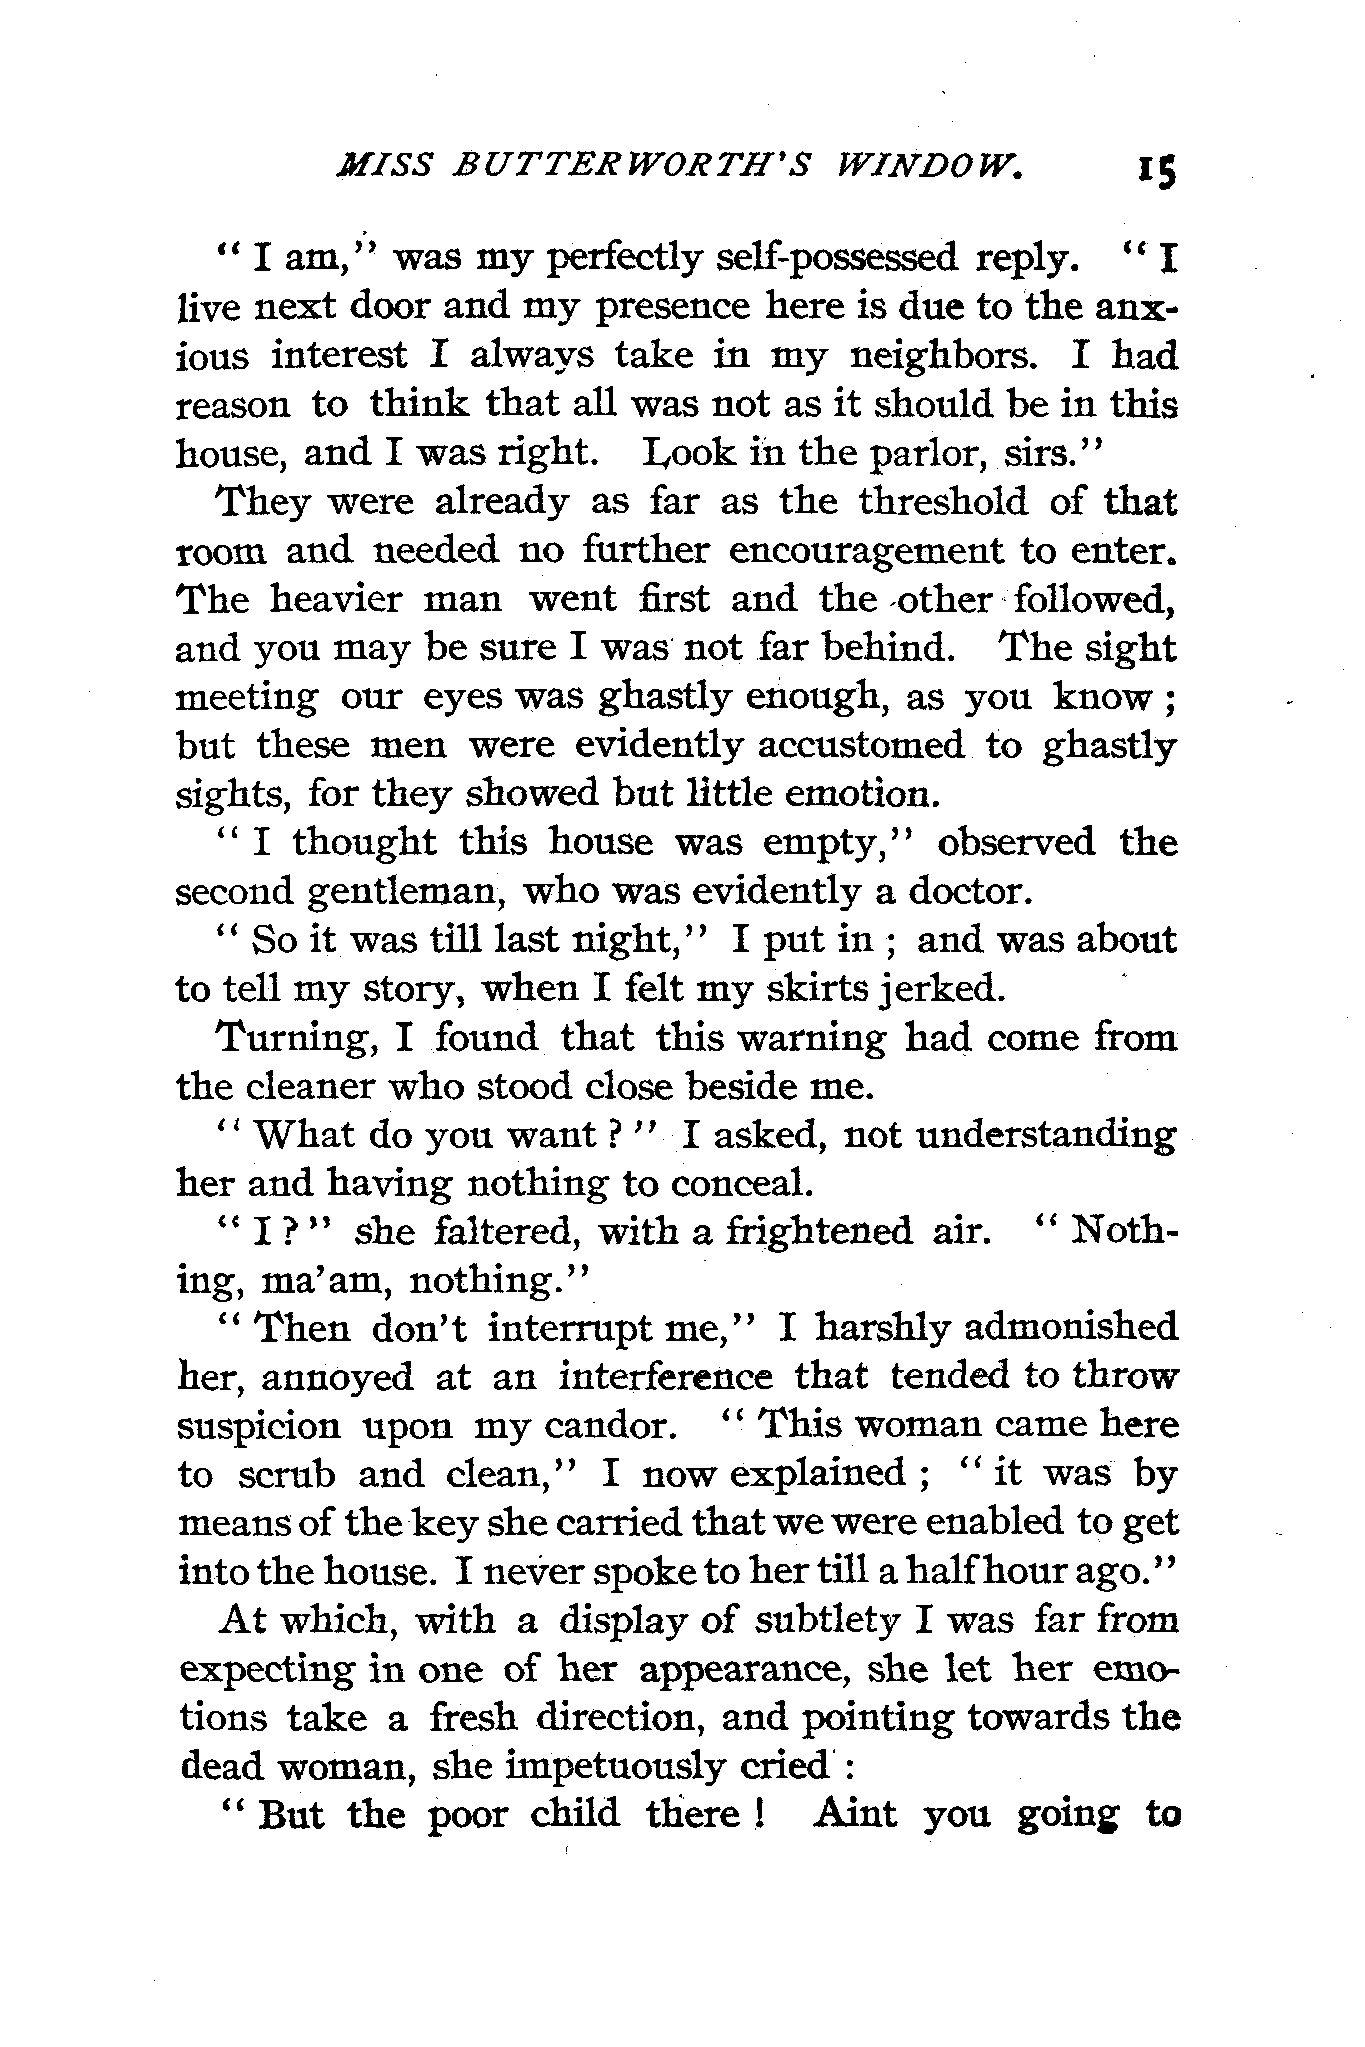 MISS BUTTERWORTH'S WINDOW. 15
“ I am,” was my perfectly self-possessed reply. “ I
live next door and my presence here is due to the anx-
ious interest I always take in my neighbors. I had
reason to think that all was not as it should be in this
house, and I was right. Look in the parlor, sirs.”
They were already as far as the threshold of that
room and needed no further encouragement to enter.
The heavier man went first and the other followed,
and you may be sure I was not far behind. The sight
meeting our eyes was ghastly enough, as you know ;
but these men were evidently accustomed to ghastly
sights, for they showed but little emotion.
“ I thought this house was empty,” observed the
second gentleman, who was evidently a doctor.
“ So it was till last night,” I put in ; and was about
to tell my story, when I felt my skirts jerked.
Turning, I found that this warning had come from
the cleaner who stood close beside me.
“ What do you want ? ” I asked, not understanding
her and having nothing to conceal.
“ I ? ” she faltered, with a frightened air. “ Noth-
ing, ma’am, nothing.”
“ Then don’t interrupt me,” I harshly admonished
her, annoyed at an interference that tended to throw
suspicion upon my candor. “ This woman came here
to scrub and clean,” I now explained ; “ it was by
means of the key she carried that we were enabled to get
into the house. I never spoke to her till a half hour ago.”
At which, with a display of subtlety I was far from
expecting in one of her appearance, she let her emo-
tions take a fresh direction, and pointing towards the
dead woman, she impetuously cried :
“ But the poor child there ! Aint you going to